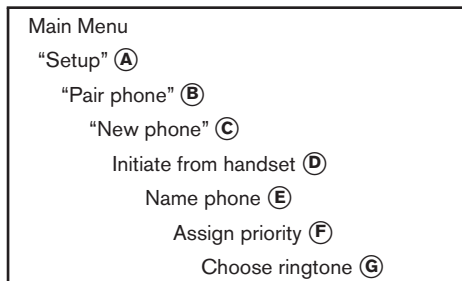 Main Menu
“Setup” Ⓐ
“Pair phone” Ⓑ
“New phone” Ⓒ
Initiate from handset Ⓓ
Name phone Ⓔ
Assign priority Ⓕ
Choose ringtone Ⓖ